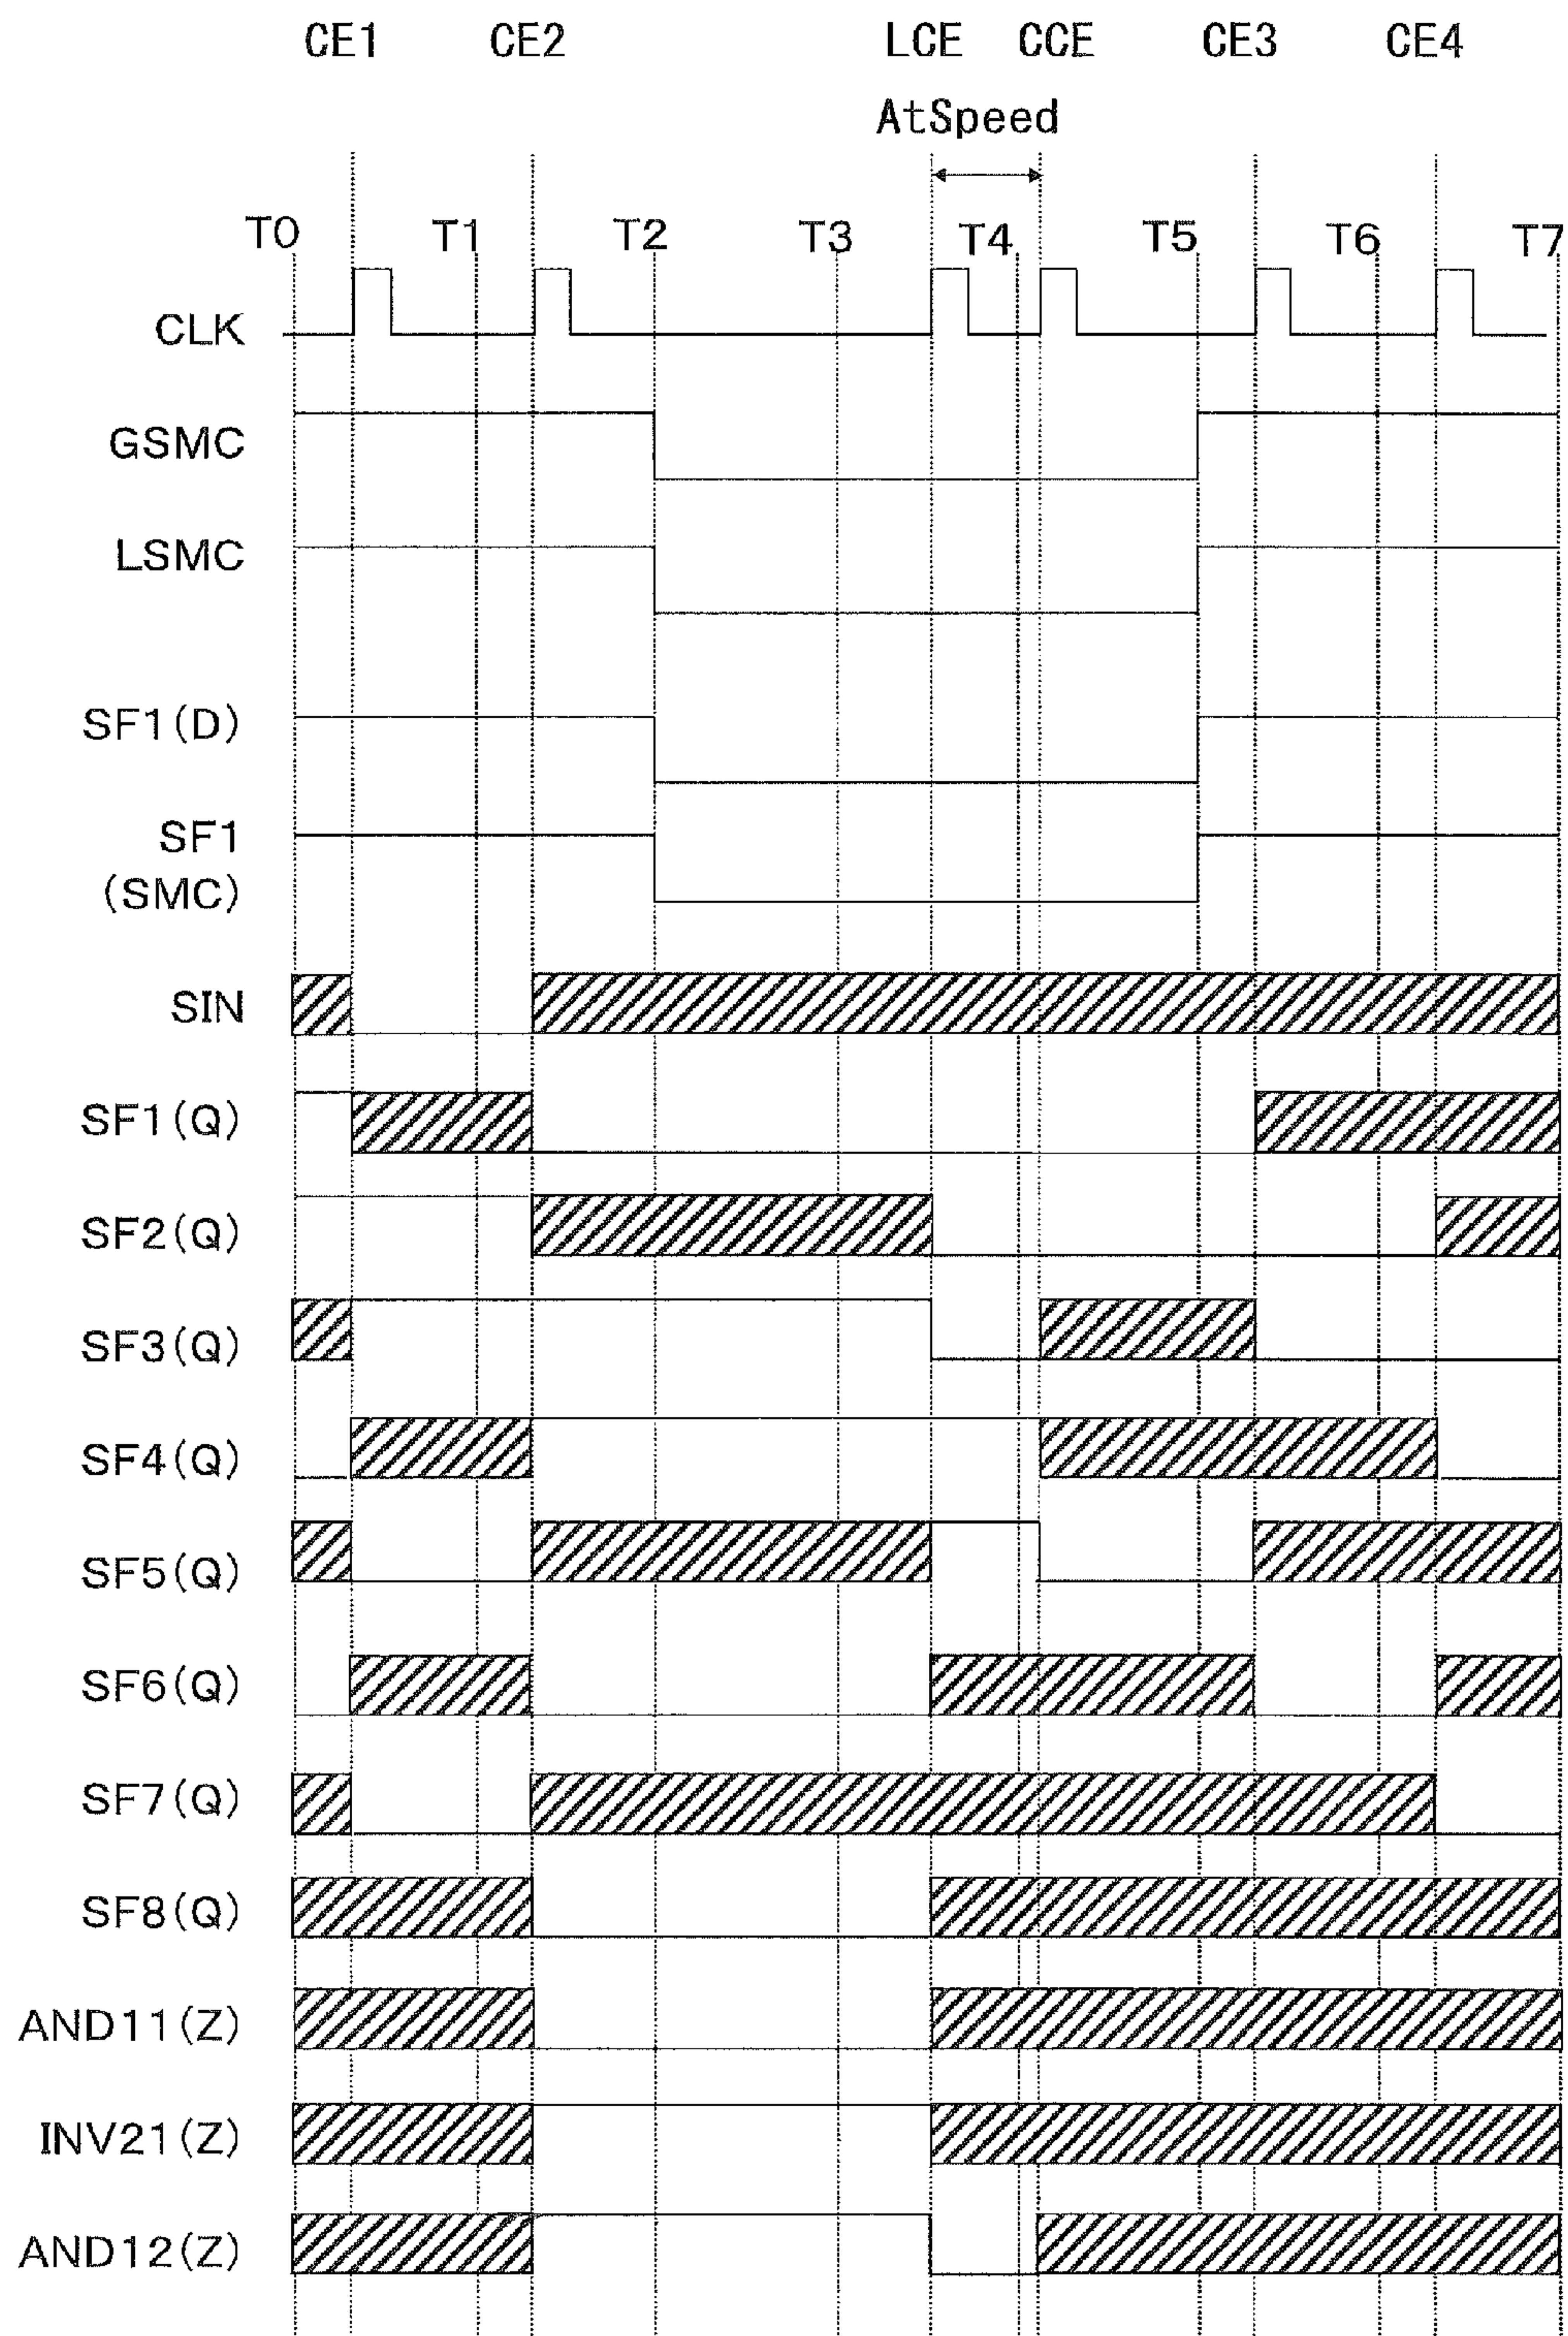 CE1 CE2 LCE CCE CE3 CE4
AtSpeed
T0 T1 T2 T3 T4 T5 T6 T7
CLK
GSMC
LSMC
SF1(D)
SF1
(SMC)
SIN
SF1(Q)
SF2(Q)
SF3(Q)
SF4(Q)
SF5(Q)
SF6(Q)
SF7(Q)
SF8(Q)
AND11(Z)
INV21(Z)
AND12(Z)